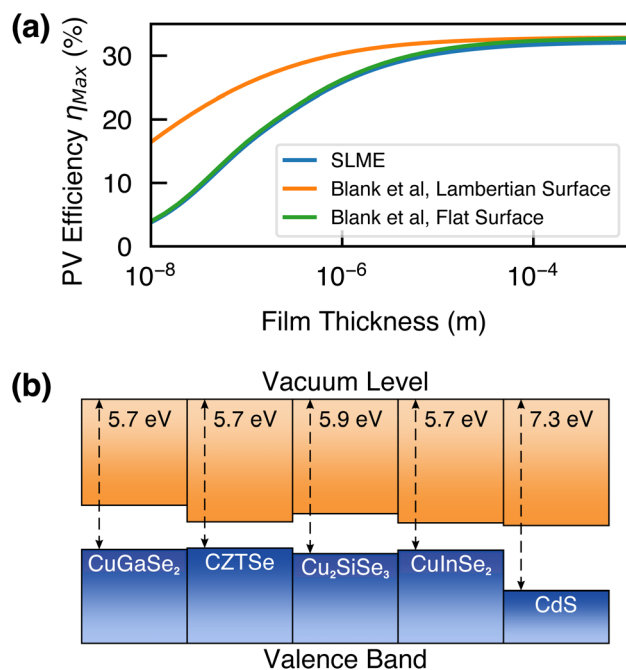 (a)
PV Efficiency η_Max (%)
30
20
10
0
SLME
Blank et al, Lambertian Surface
Blank et al, Flat Surface
10⁻⁸
10⁻⁶
10⁻⁴
Film Thickness (m)
(b)
Vacuum Level
5.7 eV
5.7 eV
5.9 eV
5.7 eV
7.3 eV
CuGaSe₂
CZTSe
Cu₂SiSe₃
CuInSe₂
CdS
Valence Band